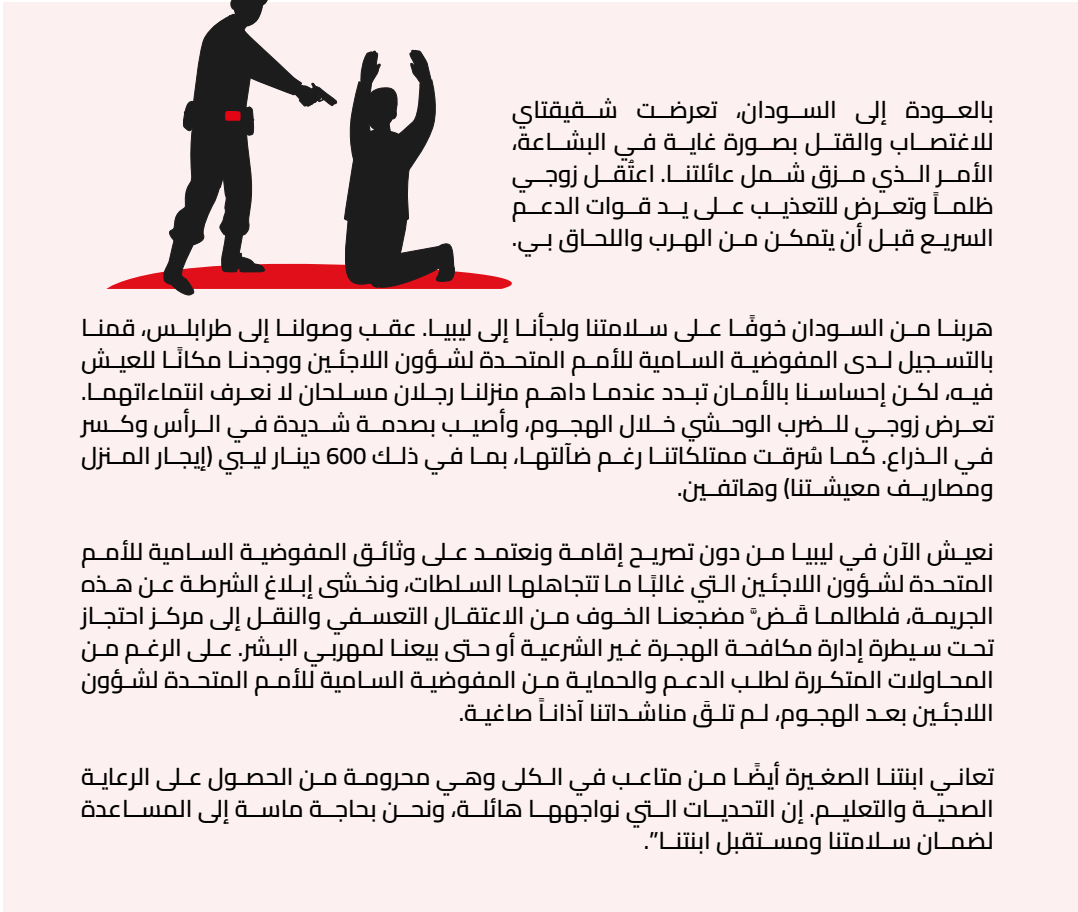 بالعودة إلى السودان، تعرضت شقيقتاي
للاغتصاب والقتل بصورة غاية في البشاعة،
الأمر الذي مزق شمل عائلتنا. اعتُقل زوجي
ظلماً وتعرض للتعذيب على يد قوات الدعم
السريع قبل أن يتمكن من الهرب واللحاق بي.
هربنا من السودان خوفًا على سلامتنا ولجأنا إلى ليبيا. عقب وصولنا إلى طرابلس، قمنا
بالتسجيل لدى المفوضية السامية للأمم المتحدة لشؤون اللاجئين ووجدنا مكانًا للعيش
فيه، لكن إحساسنا بالأمان تبدد عندما داهم منزلنا رجلان مسلحان لا نعرف انتماءاتهما.
تعرض زوجي للضرب الوحشي خلال الهجوم، وأصيب بصدمة شديدة في الرأس وكسر
في الذراع. كما سُرقت ممتلكاتنا رغم ضآلتها، بما في ذلك 600 دينار ليبي (إيجار المنزل
ومصاريف معيشتنا) وهاتفين.
نعيش الآن في ليبيا من دون تصريح إقامة ونعتمد على وثائق المفوضية السامية للأمم
المتحدة لشؤون اللاجئين التي غالبًا ما تتجاهلها السلطات، ونخشى إبلاغ الشرطة عن هذه
الجريمة، فلطالما قَضَّ مضجعنا الخوف من الاعتقال التعسفي والنقل إلى مركز احتجاز
تحت سيطرة إدارة مكافحة الهجرة غير الشرعية أو حتى بيعنا لمهربي البشر. على الرغم من
المحاولات المتكررة لطلب الدعم والحماية من المفوضية السامية للأمم المتحدة لشؤون
اللاجئين بعد الهجوم، لم تلقَ مناشداتنا آذاناً صاغية.
تعاني ابنتنا الصغيرة أيضًا من متاعب في الكلى وهي محرومة من الحصول على الرعاية
الصحية والتعليم. إن التحديات التي نواجهها هائلة، ونحن بحاجة ماسة إلى المساعدة
لضمان سلامتنا ومستقبل ابنتنا”.